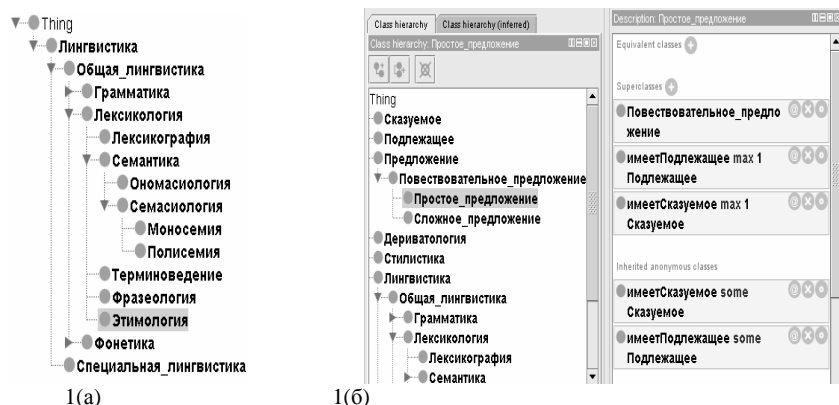 Thing
Лингвистика
Общая_лингвистика
Грамматика
Лексикология
Лексикография
Семантика
Ономасиология
Семасиология
Моносемия
Полисемия
Терминоведение
Фразеология
Этимология
Фонетика
Специальная_лингвистика
1(а)
Class hierarchy
Class hierarchy (inferred)
Class hierarchy: Простое_предложение
Thing
Сказуемое
Подлежащее
Предложение
Повествовательное_предложение
Простое_предложение
Сложное_предложение
Дериватология
Стилистика
Лингвистика
Общая_лингвистика
Грамматика
Лексикология
Лексикография
Семантика
Description: Простое_предложение
Equivalent classes
Superclasses
Повествовательное_предло
жение
имеетПодлежащее max 1
Подлежащее
имеетСказуемое max 1
Сказуемое
Inherited anonymous classes
имеетСказуемое some
Сказуемое
имеетПодлежащее some
Подлежащее
1(б)